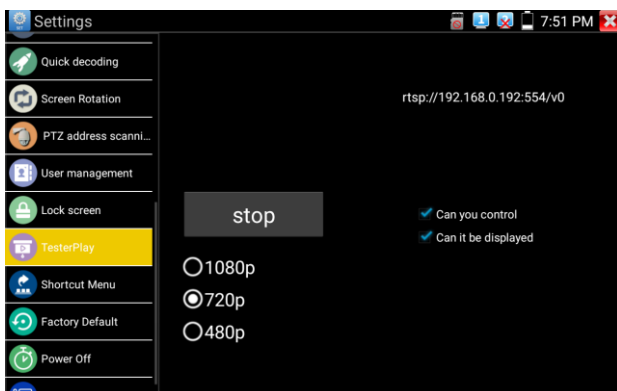 Settings
7:51 PM
Quick decoding
Screen Rotation
PTZ address scanni...
User management
Lock screen
TesterPlay
Shortcut Menu
Factory Default
Power Off
rtsp://192.168.0.192:554/v0
stop
Can you control
Can it be displayed
1080p
720p
480p